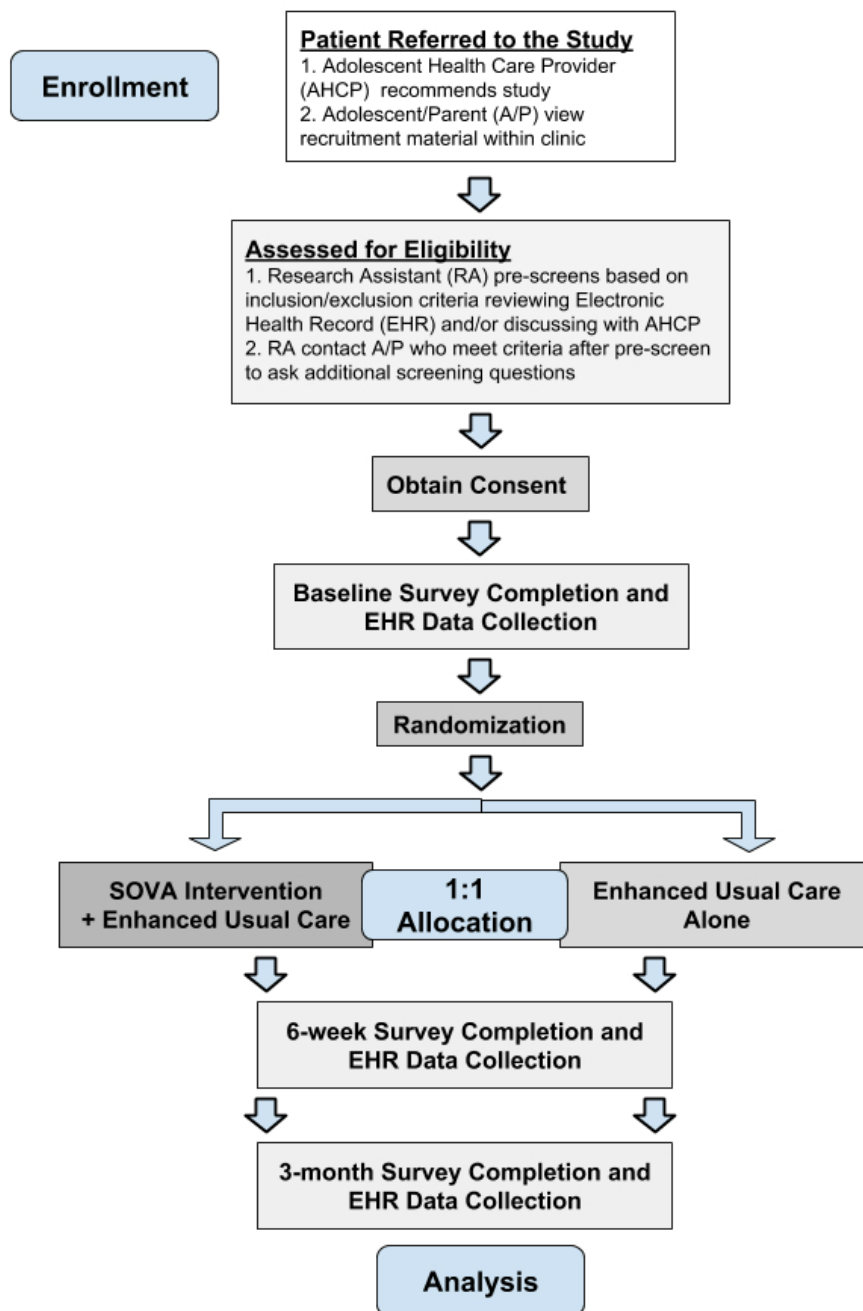 Enrollment
Patient Referred to the Study
1. Adolescent Health Care Provider
(AHCP)  recommends study
2. Adolescent/Parent (A/P) view
recruitment material within clinic
Assessed for Eligibility
1. Research Assistant (RA) pre-screens based on
inclusion/exclusion criteria reviewing Electronic
Health Record (EHR) and/or discussing with AHCP
2. RA contact A/P who meet criteria after pre-screen
to ask additional screening questions
Obtain Consent
Baseline Survey Completion and
EHR Data Collection
Randomization
SOVA Intervention
+ Enhanced Usual Care
1:1
Allocation
Enhanced Usual Care
Alone
6-week Survey Completion and
EHR Data Collection
3-month Survey Completion and
EHR Data Collection
Analysis